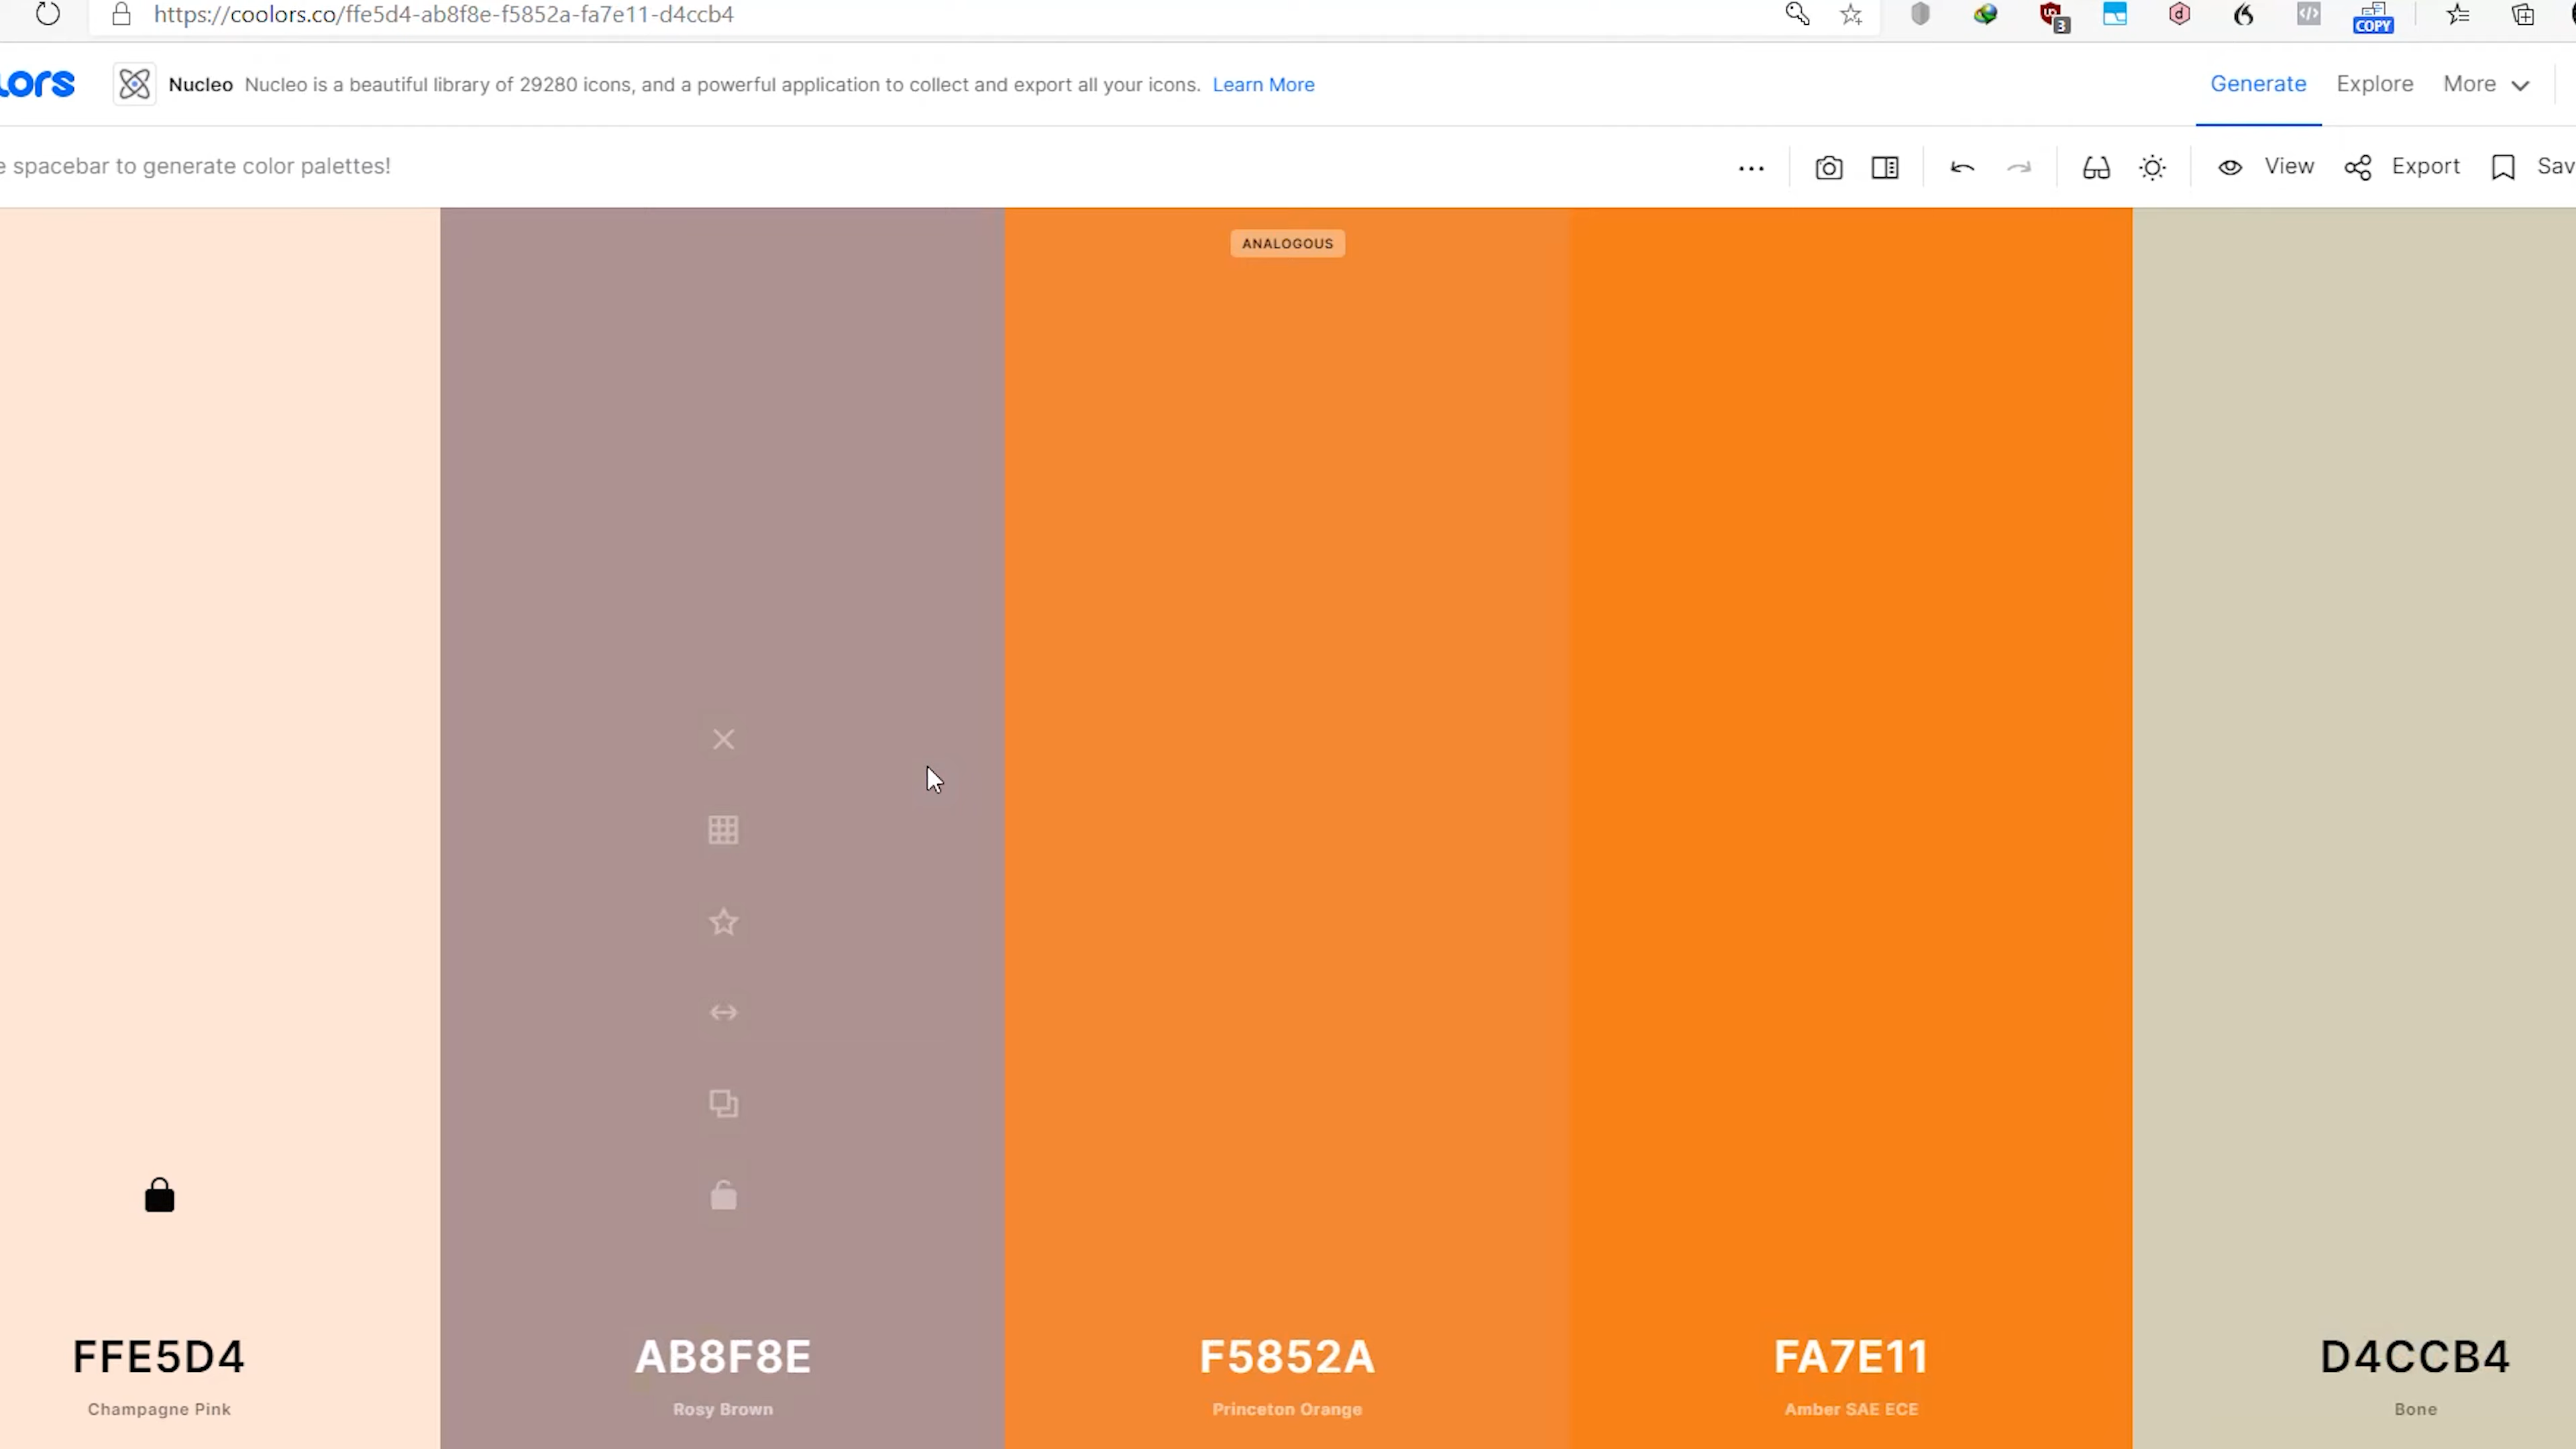 https://coolors.co/ffe5d4-ab8f8e-f5852a-fa7e11-d4ccb4
3
COPY
lors
Nucleo Nucleo is a beautiful library of 29280 icons, and a powerful application to collect and export all your icons. Learn More
Generate Explore More
e spacebar to generate color palettes!
View Export Sav
ANALOGOUS
FFE5D4
Champagne Pink
AB8F8E
Rosy Brown
F5852A
Princeton Orange
FA7E11
Amber SAE ECE
D4CCB4
Bone